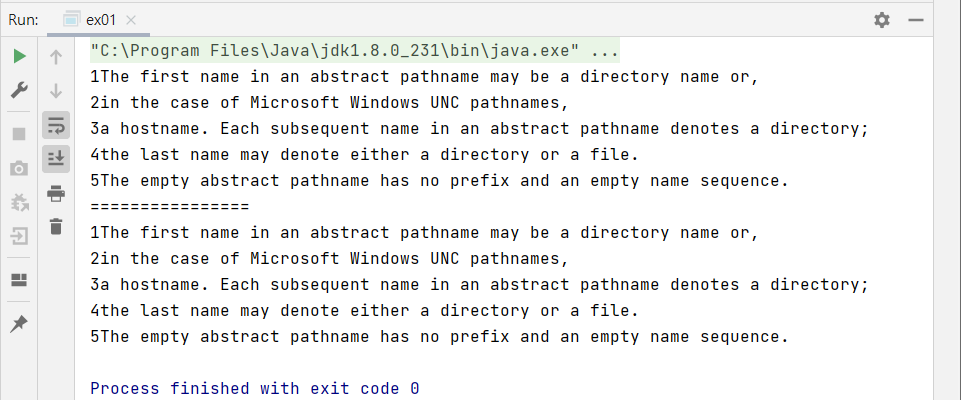 Run: ex01
"C:\Program Files\Java\jdk1.8.0_231\bin\java.exe" ...
1The first name in an abstract pathname may be a directory name or,
2in the case of Microsoft Windows UNC pathnames,
3a hostname. Each subsequent name in an abstract pathname denotes a directory;
4the last name may denote either a directory or a file.
5The empty abstract pathname has no prefix and an empty name sequence.
================
1The first name in an abstract pathname may be a directory name or,
2in the case of Microsoft Windows UNC pathnames,
3a hostname. Each subsequent name in an abstract pathname denotes a directory;
4the last name may denote either a directory or a file.
5The empty abstract pathname has no prefix and an empty name sequence.
Process finished with exit code 0